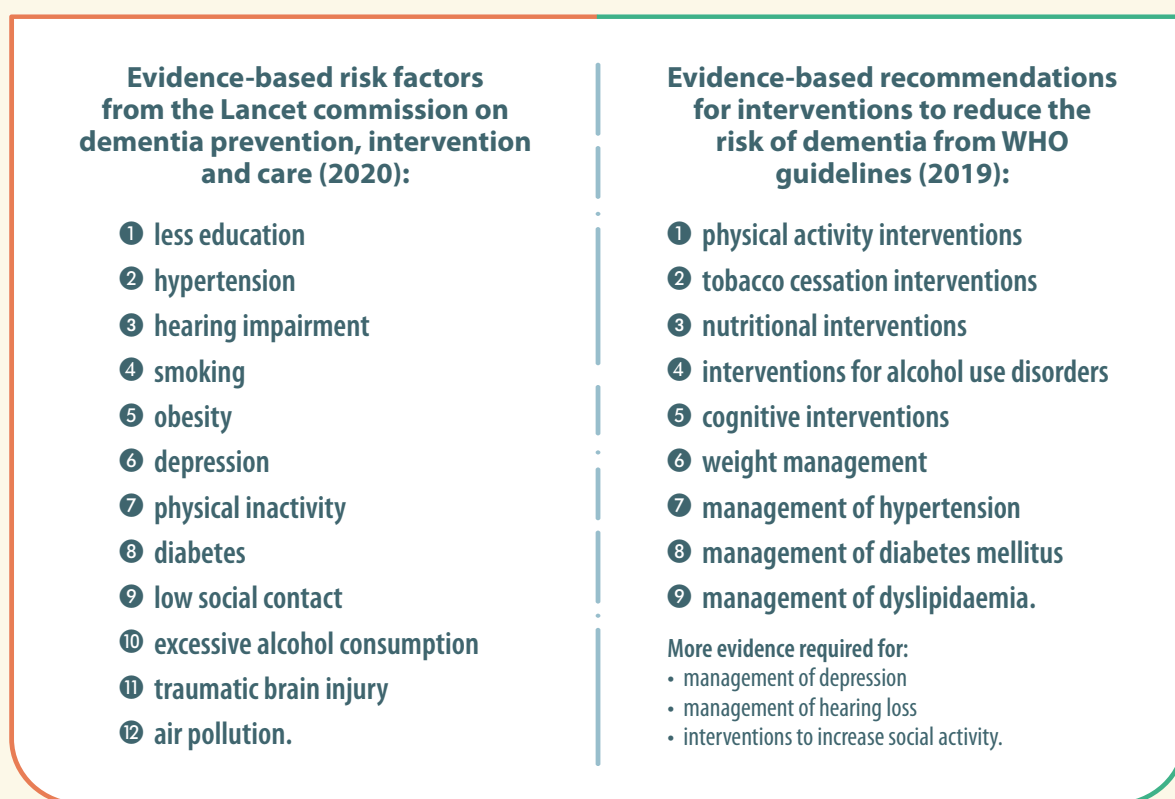 Evidence-based risk factors
from the Lancet commission on
dementia prevention, intervention
and care (2020):
❶ less education
❷ hypertension
❸ hearing impairment
❹ smoking
❺ obesity
❻ depression
❼ physical inactivity
❽ diabetes
❾ low social contact
❿ excessive alcohol consumption
⓫ traumatic brain injury
⓬ air pollution.
Evidence-based recommendations
for interventions to reduce the
risk of dementia from WHO
guidelines (2019):
❶ physical activity interventions
❷ tobacco cessation interventions
❸ nutritional interventions
❹ interventions for alcohol use disorders
❺ cognitive interventions
❻ weight management
❼ management of hypertension
❽ management of diabetes mellitus
❾ management of dyslipidaemia.
More evidence required for:
• management of depression
• management of hearing loss
• interventions to increase social activity.